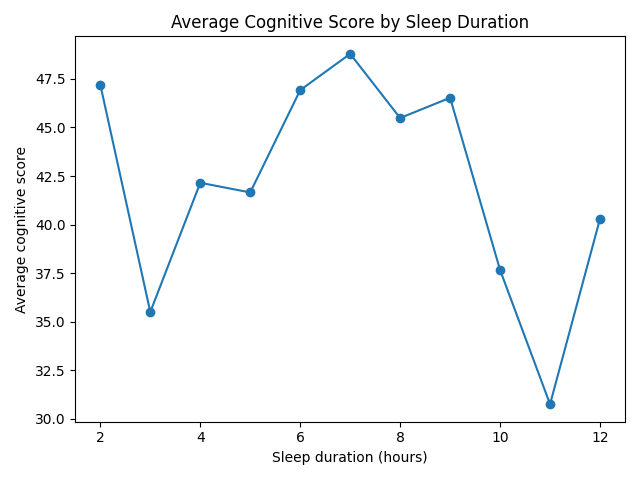 Average Cognitive Score by Sleep Duration
47.5
45.0
42.5
40.0
37.5
35.0
32.5
30.0
Average cognitive score
2 4 6 8 10 12
Sleep duration (hours)